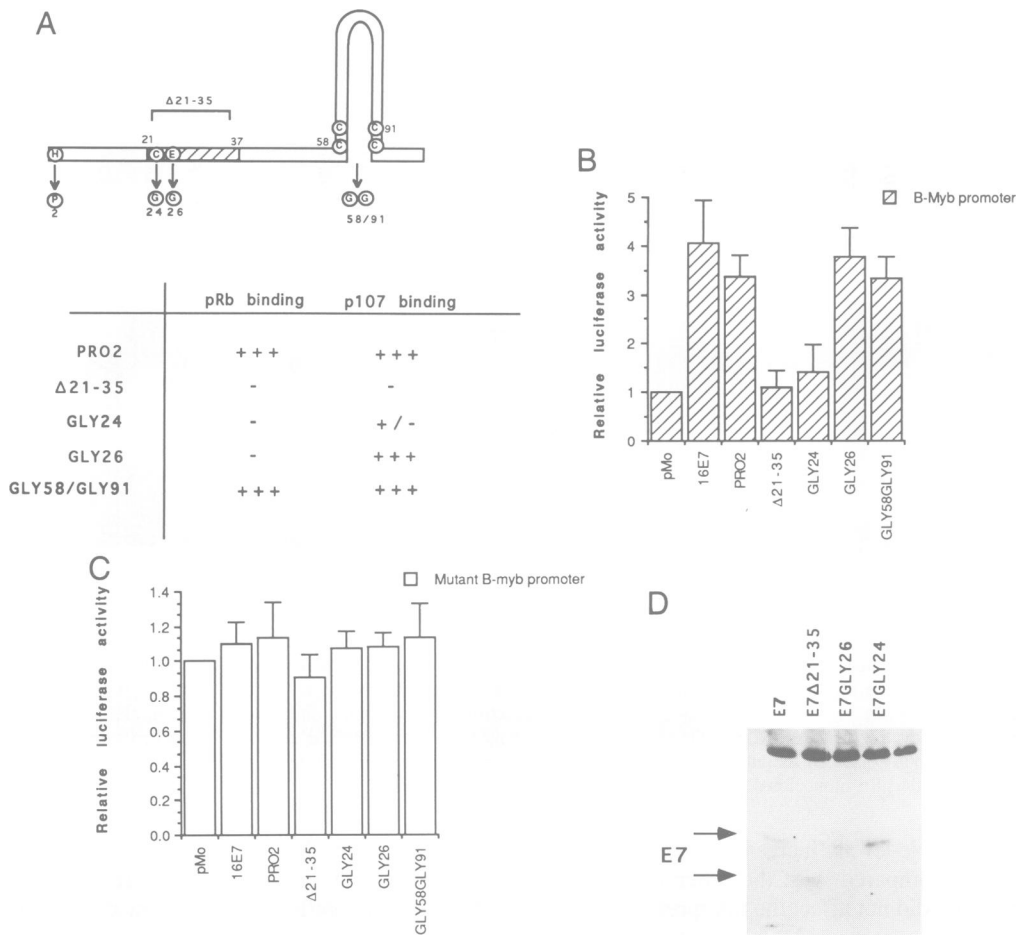 A
Δ21-35
21
37
58
91
H
C
E
C
C
C
C
P
G
G
G
G
2
24
26
58/91
pRb binding
p107 binding
PRO2
+++
+++
Δ21-35
-
-
GLY24
-
+/-
GLY26
-
+++
GLY58/GLY91
+++
+++
B
B-Myb promoter
Relative luciferase activity
5
4
3
2
1
0
pMo
16E7
PRO2
Δ21-35
GLY24
GLY26
GLY58GLY91
C
Mutant B-myb promoter
Relative luciferase activity
1.4
1.2
1.0
0.8
0.6
0.4
0.2
0.0
pMo
16E7
PRO2
Δ21-35
GLY24
GLY26
GLY58GLY91
D
E7
E7Δ21-35
E7GLY26
E7GLY24
E7